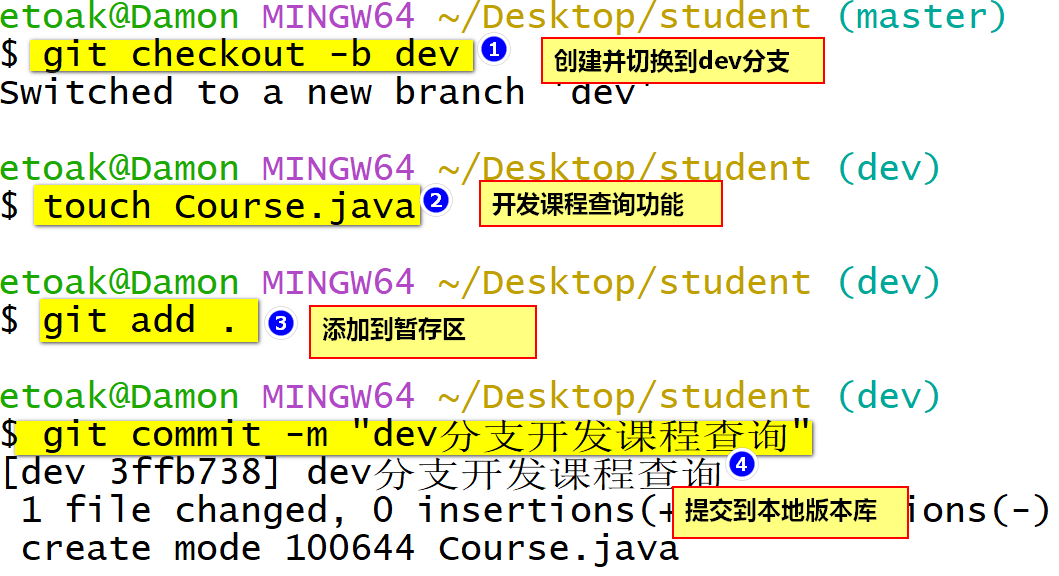 etoak@Damon MINGW64 ~/Desktop/student (master)
$ git checkout -b dev 1 创建并切换到dev分支
Switched to a new branch 'dev'
etoak@Damon MINGW64 ~/Desktop/student (dev)
$ touch Course.java 2 开发课程查询功能
etoak@Damon MINGW64 ~/Desktop/student (dev)
$ git add . 3 添加到暂存区
etoak@Damon MINGW64 ~/Desktop/student (dev)
$ git commit -m "dev分支开发课程查询"
[dev 3ffb738] dev分支开发课程查询 4
1 file changed, 0 insertions(+ 提交到本地版本库 ions(-)
create mode 100644 Course.java